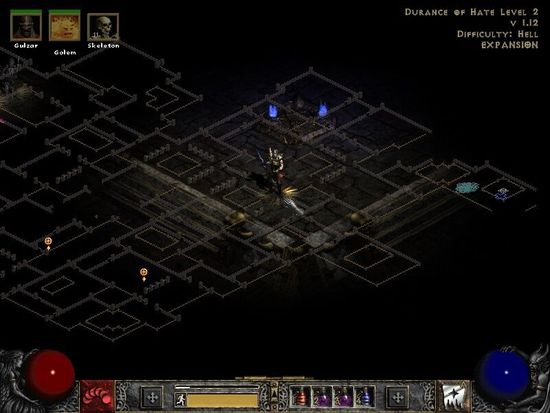 Durance of Hate Level 2
v 1.12
Difficulty: Hell
EXPANSION
Gulzar
Golem
Skeleton